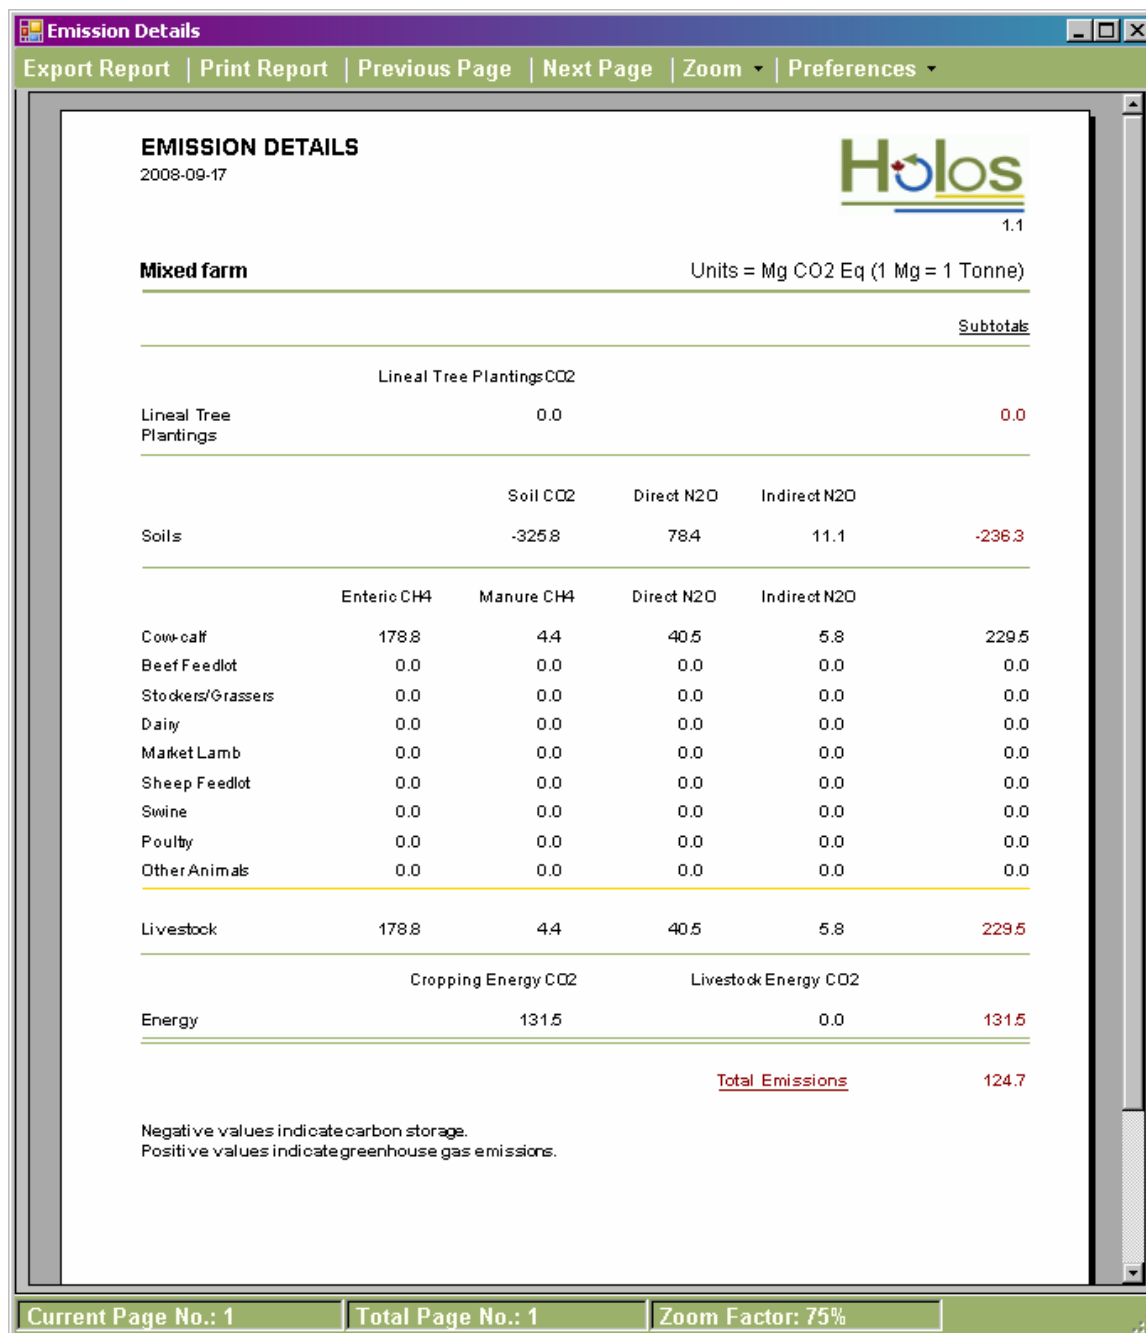 Emission Details
Export Report | Print Report | Previous Page | Next Page | Zoom | Preferences
EMISSION DETAILS
2008-09-17
Holos
1.1
Mixed farm Units = Mg CO2 Eq (1 Mg = 1 Tonne)
Subtotals
Lineal Tree Plantings CO2
Lineal Tree Plantings 0.0 0.0
Soil CO2 Direct N2O Indirect N2O
Soils -325.8 78.4 11.1 -236.3
Enteric CH4 Manure CH4 Direct N2O Indirect N2O
Cow-calf 178.8 4.4 40.5 5.8 229.5
Beef Feedlot 0.0 0.0 0.0 0.0 0.0
Stockers/Grassers 0.0 0.0 0.0 0.0 0.0
Dairy 0.0 0.0 0.0 0.0 0.0
Market Lamb 0.0 0.0 0.0 0.0 0.0
Sheep Feedlot 0.0 0.0 0.0 0.0 0.0
Swine 0.0 0.0 0.0 0.0 0.0
Poultry 0.0 0.0 0.0 0.0 0.0
Other Animals 0.0 0.0 0.0 0.0 0.0
Livestock 178.8 4.4 40.5 5.8 229.5
Cropping Energy CO2 Livestock Energy CO2
Energy 131.5 0.0 131.5
Total Emissions 124.7
Negative values indicate carbon storage.
Positive values indicate greenhouse gas emissions.
Current Page No.: 1 Total Page No.: 1 Zoom Factor: 75%